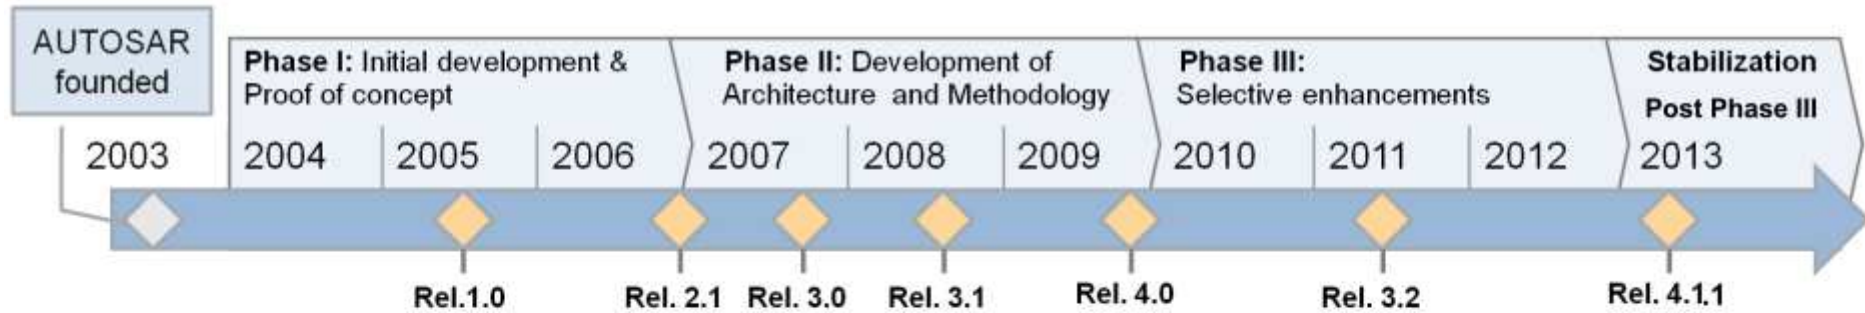 AUTOSAR
founded
Phase I: Initial development &
Proof of concept
Phase II: Development of
Architecture and Methodology
Phase III:
Selective enhancements
Stabilization
Post Phase III
2003
2004
2005
2006
2007
2008
2009
2010
2011
2012
2013
Rel.1.0
Rel. 2.1
Rel. 3.0
Rel. 3.1
Rel. 4.0
Rel. 3.2
Rel. 4.1.1